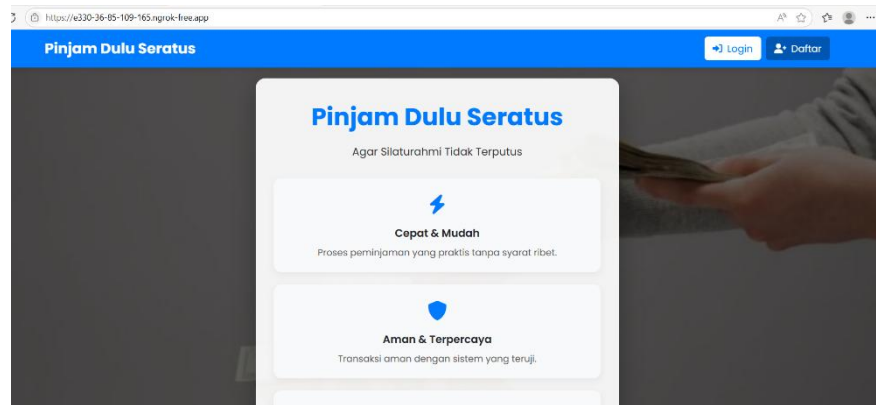 https://e330-36-85-109-165.ngrok-free.app
Pinjam Dulu Seratus
Login
Daftar
Pinjam Dulu Seratus
Agar Silaturahmi Tidak Terputus
Cepat & Mudah
Proses peminjaman yang praktis tanpa syarat ribet.
Aman & Terpercaya
Transaksi aman dengan sistem yang teruji.